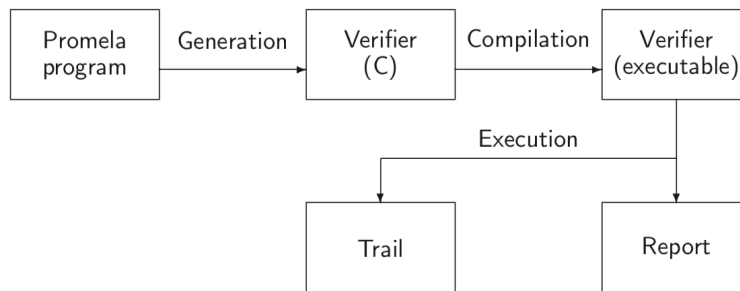 Promela
program
Generation
Verifier
(C)
Compilation
Verifier
(executable)
Execution
Trail
Report